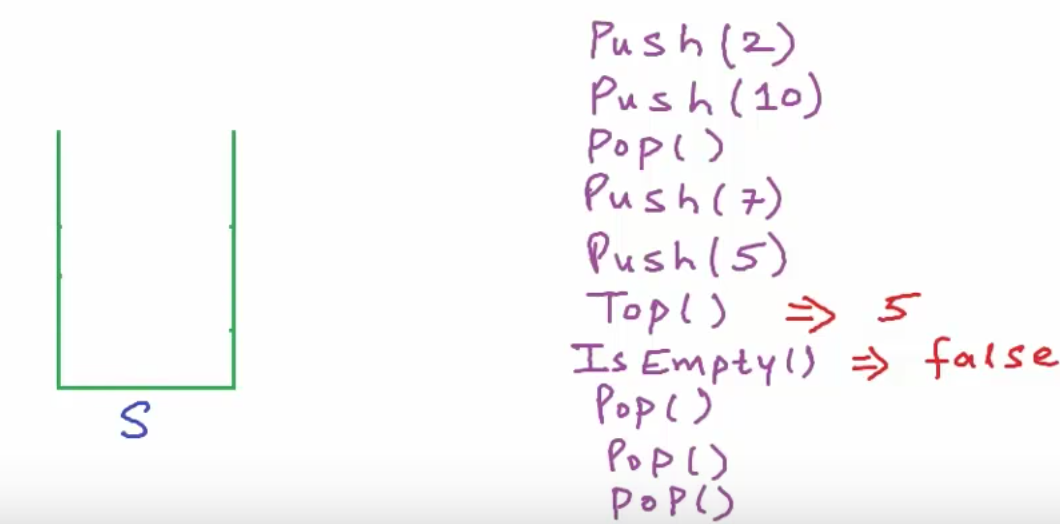 Push(2)
Push(10)
Pop()
Push(7)
Push(5)
Top() => 5
IsEmpty() => false
Pop()
Pop()
Pop()
S